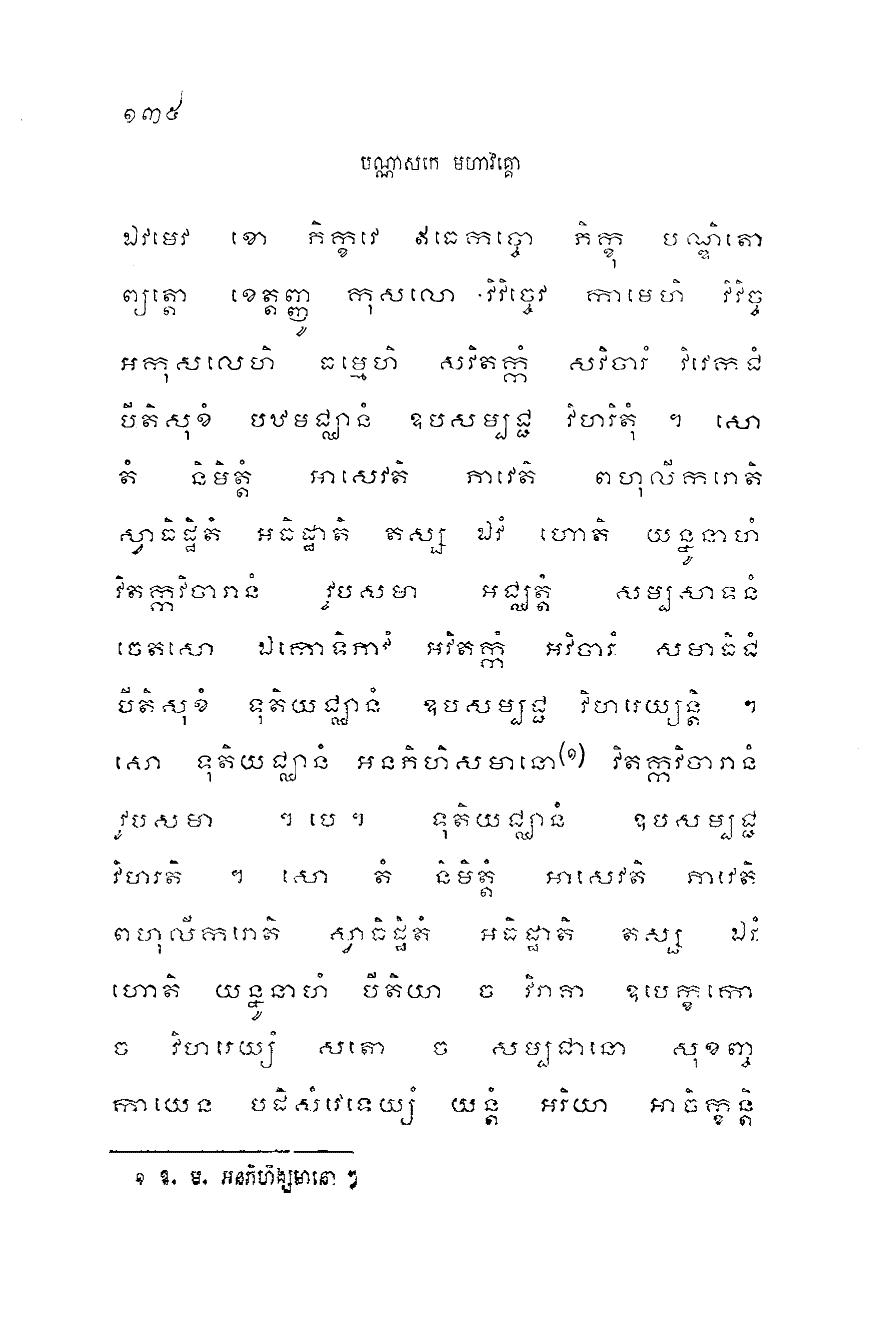 ១៣៥
បណ្ណាសកេ មហាវគ្គោ
ឯវមេវ ខោ ភិក្ខវេ ឥធេកច្ចោ ភិក្ខុ បណ្ឌិតោ
ព្យត្តោ ខេត្តញ្ញូ កុសលោ វិវិច្ចេវ កាមេហិ វិវិច្ច
អកុសលេហិ ធម្មេហិ សវិតក្កំ សវិចារំ វិវេកជំ
បីតិសុខំ បឋមជ្ឈានំ ឧបសម្បជ្ជ វិហរិតុំ ។ សោ
តំ និមិត្តំ អាសេវតិ ភាវេតិ ពហុលីករោតិ
ស្វាធិដ្ឋិតំ អធិដ្ឋាតិ តស្ស ឯវំ ហោតិ យន្នូនាហំ
វិតក្កវិចារានំ វូបសមា អជ្ឈត្តំ សម្បសាទនំ
ចេតសោ ឯកោទិភាវំ អវិតក្កំ អវិចារំ សមាធិជំ
បីតិសុខំ ទុតិយជ្ឈានំ ឧបសម្បជ្ជ វិហរេយ្យន្តិ ។
សោ ទុតិយជ្ឈានំ អនភិហិសមានោ(១) វិតក្កវិចារានំ
វូបសមា ។ បេ ។ ទុតិយជ្ឈានំ ឧបសម្បជ្ជ
វិហរតិ ។ សោ តំ និមិត្តំ អាសេវតិ ភាវេតិ
ពហុលីករោតិ ស្វាធិដ្ឋិតំ អធិដ្ឋាតិ តស្ស ឯវំ
ហោតិ យន្នូនាហំ បីតិយា ច វិរាគា ឧបេក្ខកោ
ច វិហរេយ្យំ សតោ ច សម្បជានោ សុខញ្ច
កាយេន បដិសំវេទេយ្យំ យន្តំ អរិយា អាចិក្ខន្តិ
១ ឱ. ម. អនភិហឹង្សមានោ ។